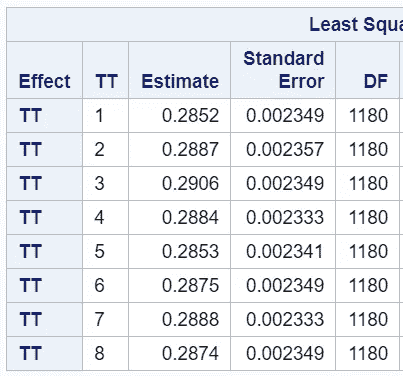 Least Squa
Standard
Effect TT Estimate Error DF
TT 1 0.2852 0.002349 1180
TT 2 0.2887 0.002357 1180
TT 3 0.2906 0.002349 1180
TT 4 0.2884 0.002333 1180
TT 5 0.2853 0.002341 1180
TT 6 0.2875 0.002349 1180
TT 7 0.2888 0.002333 1180
TT 8 0.2874 0.002349 1180